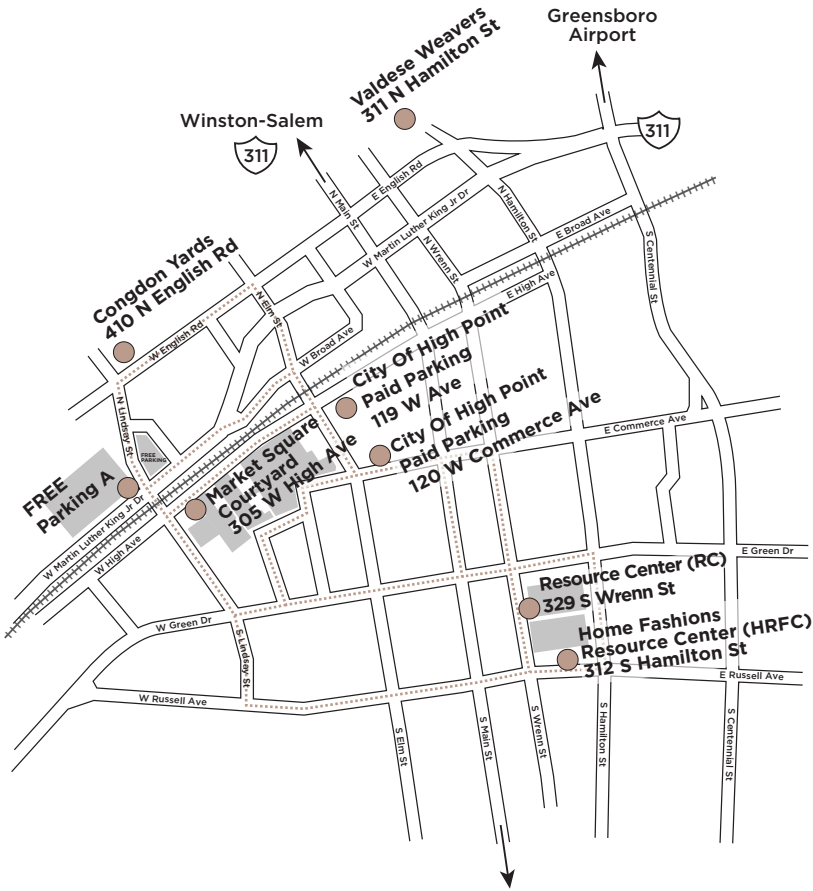 Greensboro
Airport
Valdese Weavers
311 N Hamilton St
Winston-Salem
311
311
E English Rd
N Main St
W Martin Luther King Jr Dr
N Hamilton St
E Broad Ave
N Wrenn St
S Centennial St
E High Ave
Congdon Yards
410 N English Rd
N Elm St
W English Rd
W Broad Ave
City Of High Point
Paid Parking
119 W Ave
City Of High Point
Paid Parking
120 W Commerce Ave
E Commerce Ave
N Lindsay St
FREE
PARKING
Market Square
Courtyard
305 W High Ave
FREE
Parking A
W Martin Luther King Jr Dr
W High Ave
E Green Dr
Resource Center (RC)
329 S Wrenn St
Home Fashions
Resource Center (HRFC)
312 S Hamilton St
W Green Dr
S Lindsay St
E Russell Ave
W Russell Ave
S Elm St
S Main St
S Wrenn St
S Hamilton St
S Centennial St